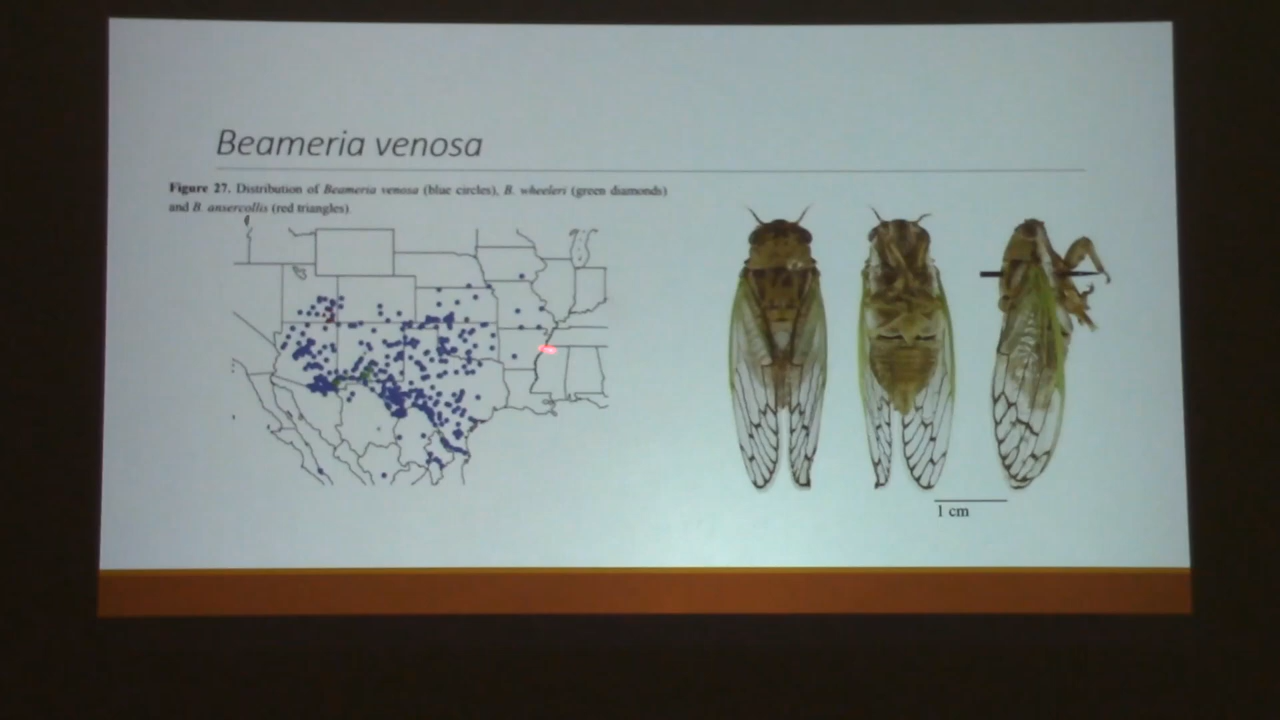 Beameria venosa
Figure 27. Distribution of Beameria venosa (blue circles), B. wheeleri (green diamonds)
and B. ansercollis (red triangles)
1 cm